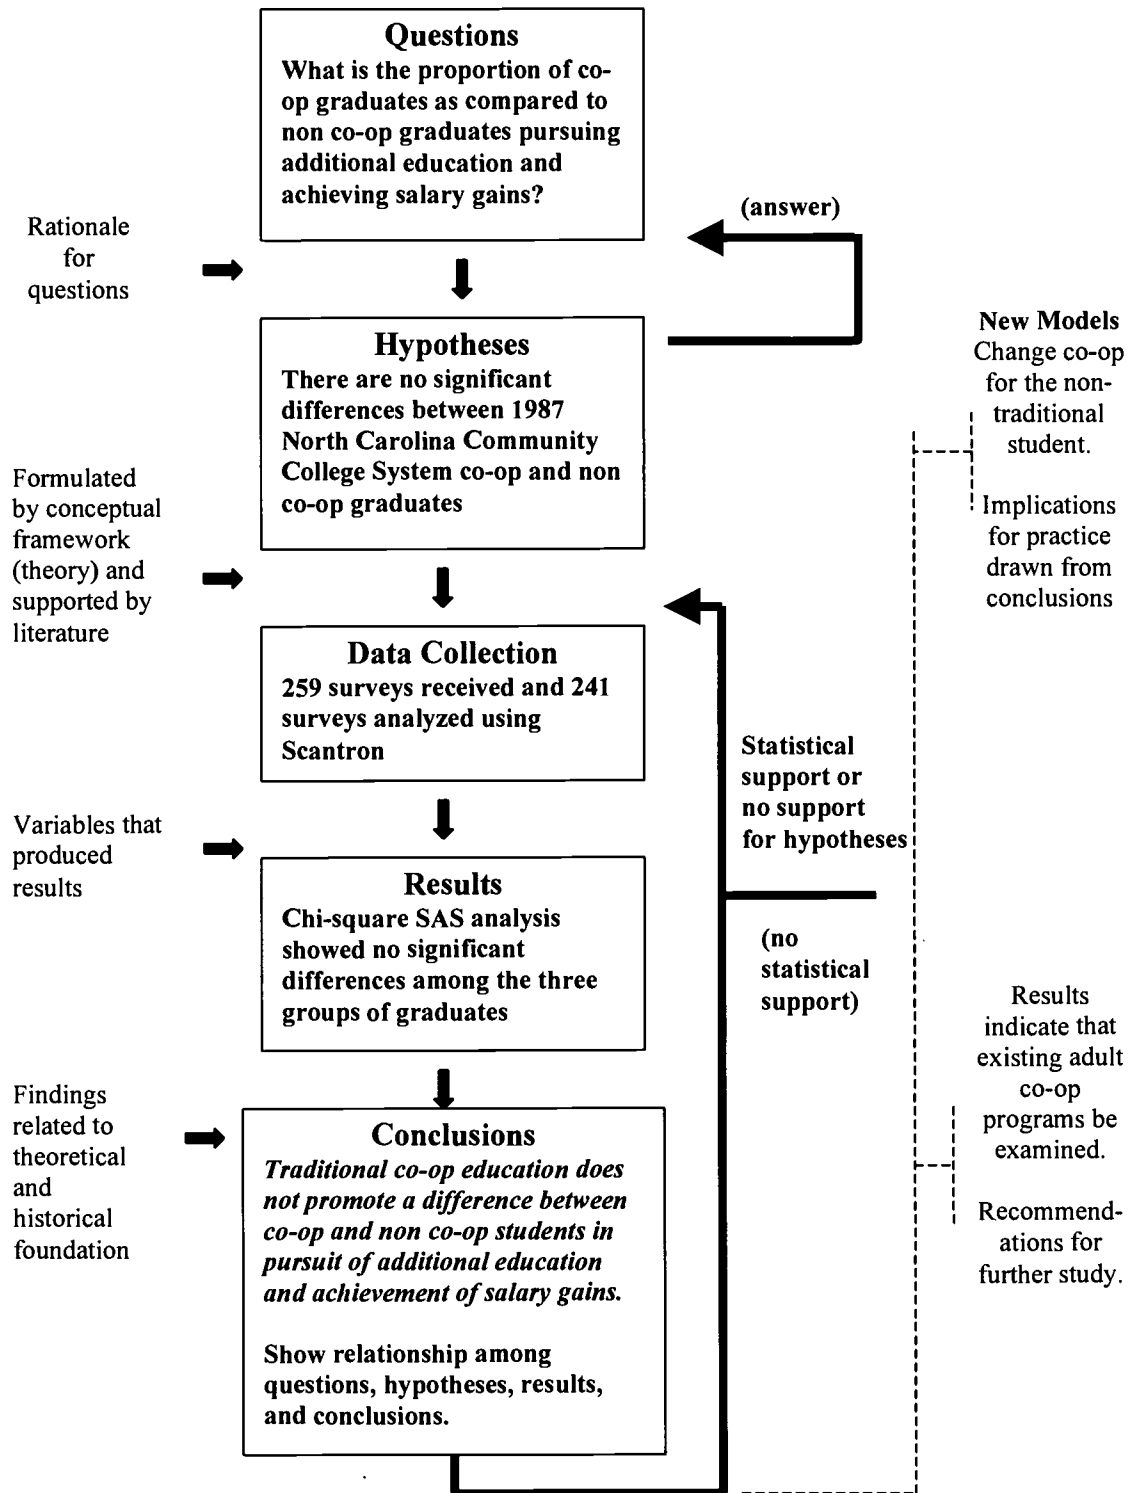 Questions
What is the proportion of co-
op graduates as compared to
non co-op graduates pursuing
additional education and
achieving salary gains?
(answer)
Rationale
for
questions
Hypotheses
There are no significant
differences between 1987
North Carolina Community
College System co-op and non
co-op graduates
New Models
Change co-op
for the non-
traditional
student.
Implications
for practice
drawn from
conclusions
Formulated
by conceptual
framework
(theory) and
supported by
literature
Data Collection
259 surveys received and 241
surveys analyzed using
Scantron
Statistical
support or
no support
for hypotheses
(no
statistical
support)
Variables that
produced
results
Results
Chi-square SAS analysis
showed no significant
differences among the three
groups of graduates
Results
indicate that
existing adult
co-op
programs be
examined.
Recommend-
ations for
further study.
Findings
related to
theoretical
and
historical
foundation
Conclusions
Traditional co-op education does
not promote a difference between
co-op and non co-op students in
pursuit of additional education
and achievement of salary gains.
Show relationship among
questions, hypotheses, results,
and conclusions.